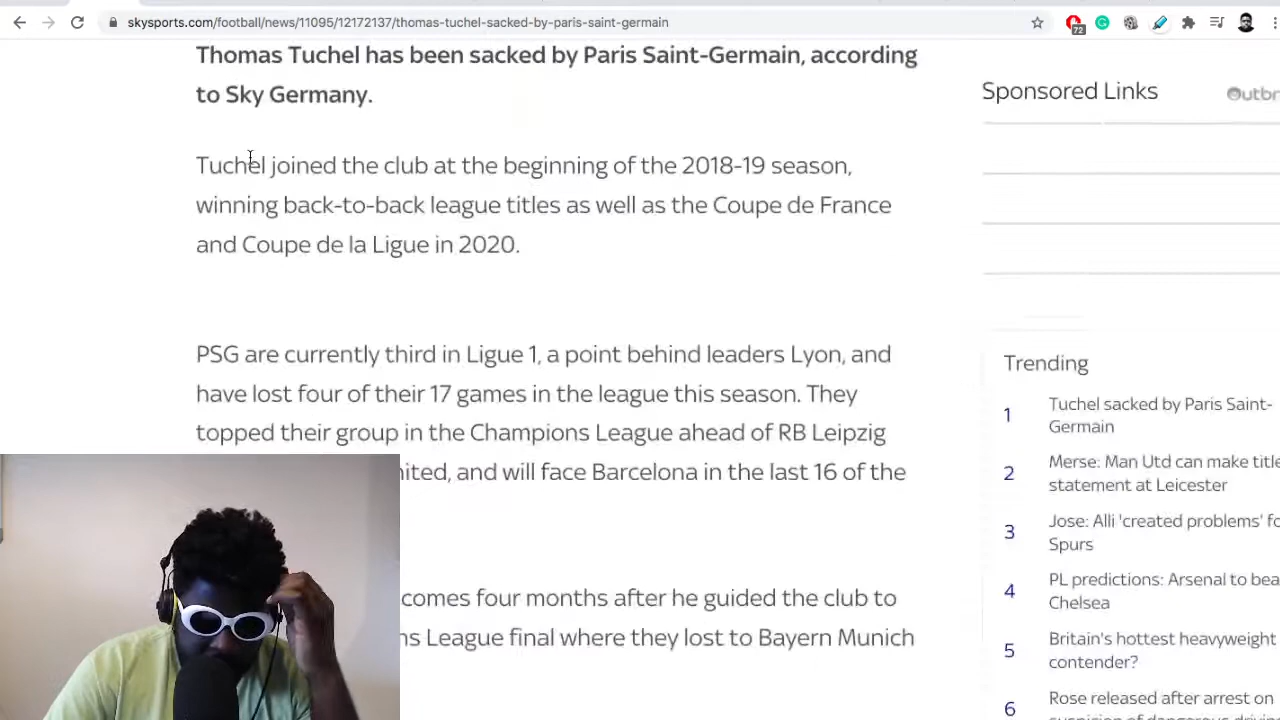 skysports.com/football/news/11095/12172137/thomas-tuchel-sacked-by-paris-saint-germain
72
Thomas Tuchel has been sacked by Paris Saint-Germain, according
to Sky Germany.
Tuchel joined the club at the beginning of the 2018-19 season,
winning back-to-back league titles as well as the Coupe de France
and Coupe de la Ligue in 2020.
PSG are currently third in Ligue 1, a point behind leaders Lyon, and
have lost four of their 17 games in the league this season. They
topped their group in the Champions League ahead of RB Leipzig
nited, and will face Barcelona in the last 16 of the
comes four months after he guided the club to
ns League final where they lost to Bayern Munich
Sponsored Links
Outbr
Trending
1 Tuchel sacked by Paris Saint-
Germain
2 Merse: Man Utd can make title
statement at Leicester
3 Jose: Alli 'created problems' fo
Spurs
4 PL predictions: Arsenal to bea
Chelsea
5 Britain's hottest heavyweight
contender?
6 Rose released after arrest on
suspicion of dangerous